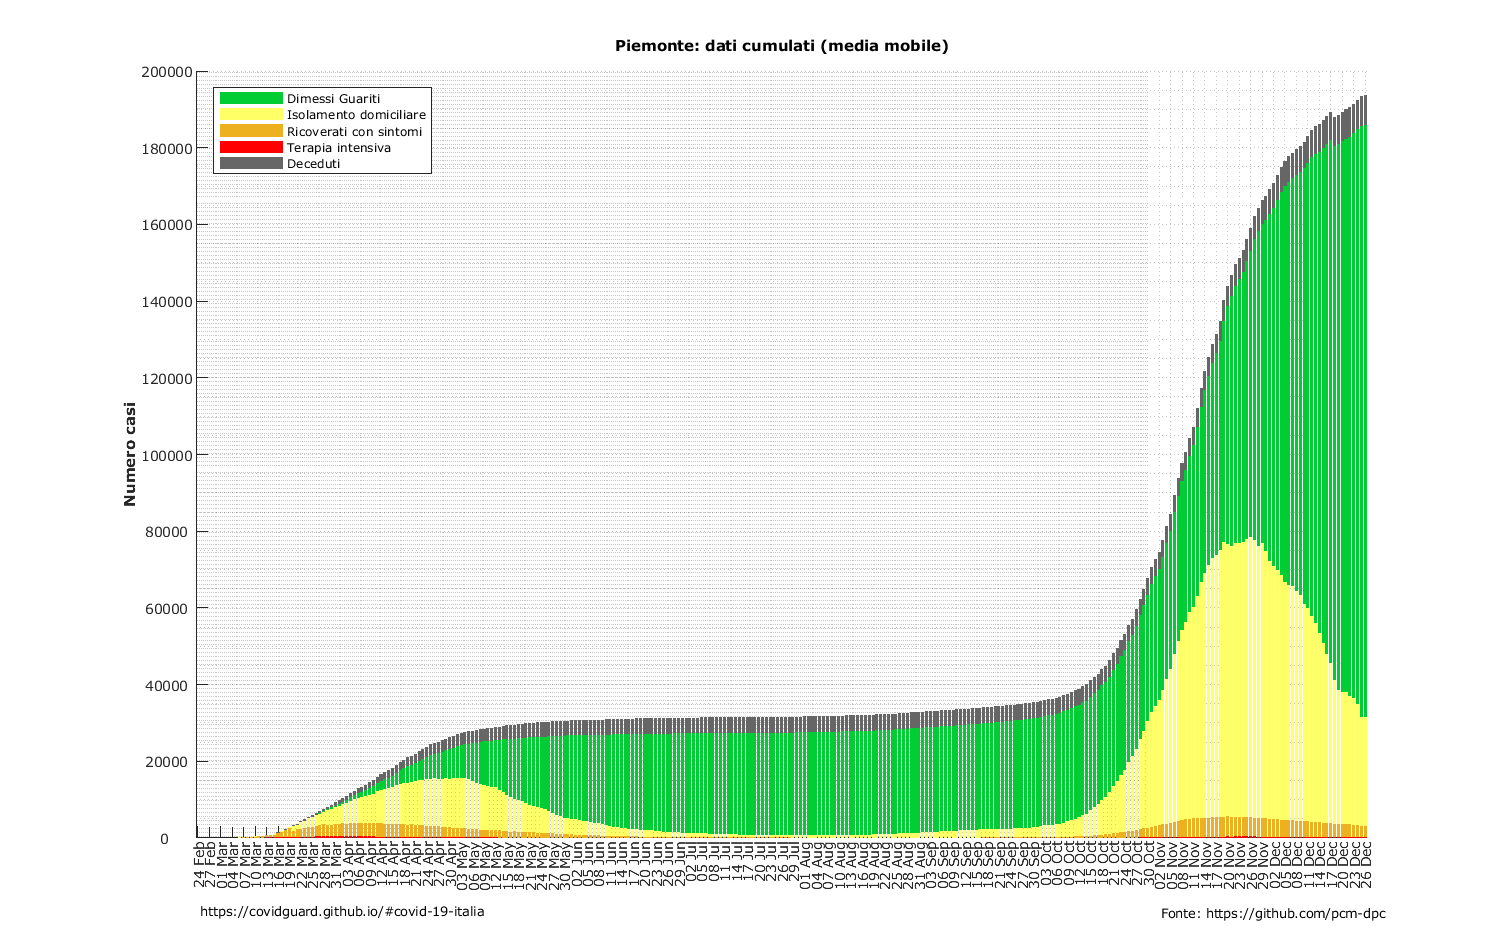 Piemonte: dati cumulati (media mobile)
200000
180000
160000
140000
120000
100000
80000
60000
40000
20000
0
Numero casi
Dimessi Guariti
Isolamento domiciliare
Ricoverati con sintomi
Terapia intensiva
Deceduti
24 Feb
27 Feb
01 Mar
04 Mar
07 Mar
10 Mar
13 Mar
16 Mar
19 Mar
22 Mar
25 Mar
28 Mar
31 Mar
03 Apr
06 Apr
09 Apr
12 Apr
15 Apr
18 Apr
21 Apr
24 Apr
27 Apr
30 Apr
03 May
06 May
09 May
12 May
15 May
18 May
21 May
24 May
27 May
30 May
02 Jun
05 Jun
08 Jun
11 Jun
14 Jun
17 Jun
20 Jun
23 Jun
26 Jun
29 Jun
02 Jul
05 Jul
08 Jul
11 Jul
14 Jul
17 Jul
20 Jul
23 Jul
26 Jul
29 Jul
01 Aug
04 Aug
07 Aug
10 Aug
13 Aug
16 Aug
19 Aug
22 Aug
25 Aug
28 Aug
31 Aug
03 Sep
06 Sep
09 Sep
12 Sep
15 Sep
18 Sep
21 Sep
24 Sep
27 Sep
30 Sep
03 Oct
06 Oct
09 Oct
12 Oct
15 Oct
18 Oct
21 Oct
24 Oct
27 Oct
30 Oct
02 Nov
05 Nov
08 Nov
11 Nov
14 Nov
17 Nov
20 Nov
23 Nov
26 Nov
29 Nov
02 Dec
05 Dec
08 Dec
11 Dec
14 Dec
17 Dec
20 Dec
23 Dec
26 Dec
https://covidguard.github.io/#covid-19-italia
Fonte: https://github.com/pcm-dpc